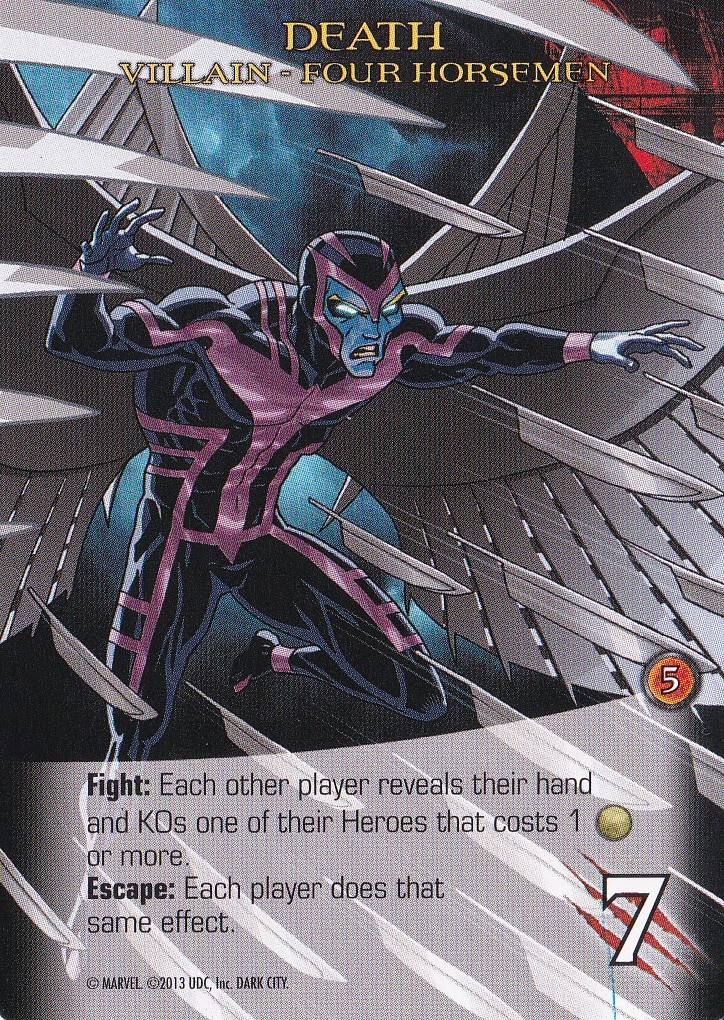 DEATH
VILLAIN - FOUR HORSEMEN
5
Fight: Each other player reveals their hand
and KOs one of their Heroes that costs 1
or more.
Escape: Each player does that
same effect.
7
© MARVEL. ©2013 UDC, Inc. DARK CITY.